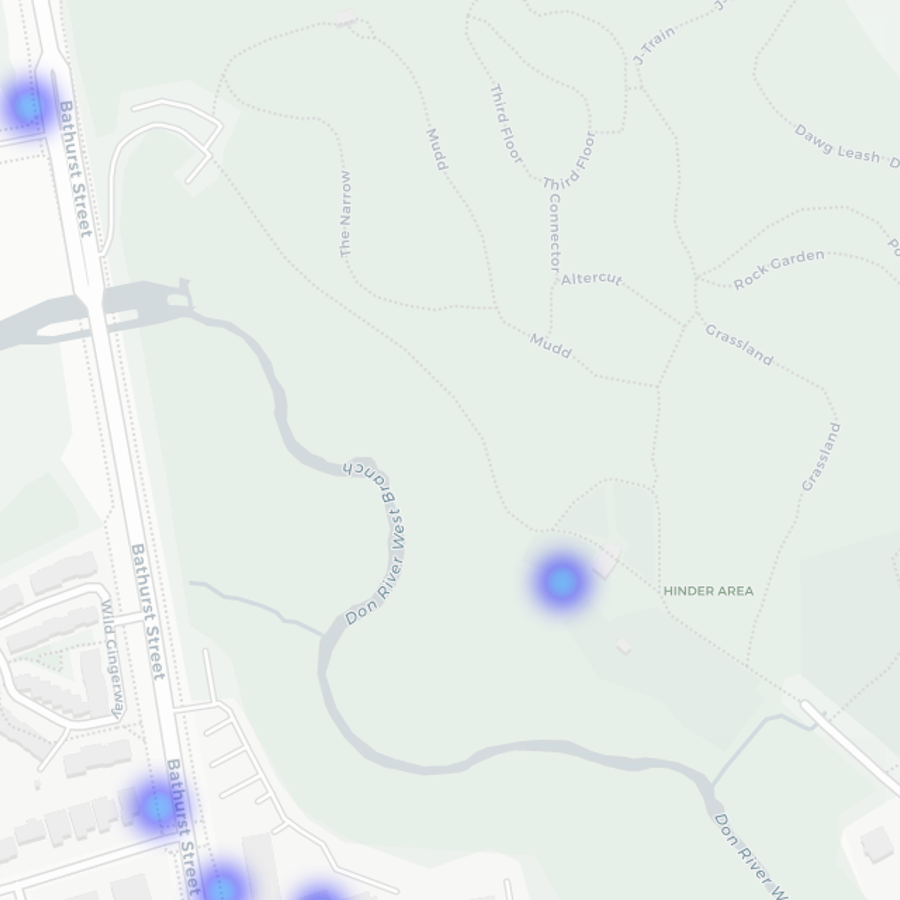 J-Train
J-
Bathurst Street
Third Floor
Mudd
Dawg Leash D
Third Floor
The Narrow
Connector
Po
Rock Garden
Altercut
Grassland
Mudd
Grassland
Don River West Branch
Bathurst Street
HINDER AREA
Wild Gingerway
Bathurst Street
Don River W